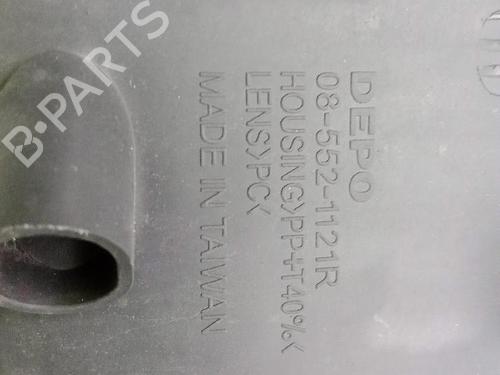 DEPO
08-552-1121R
HOUSING>PP+T40%<
LENS>PC<
MADE IN TAIWAN
B·PARTS